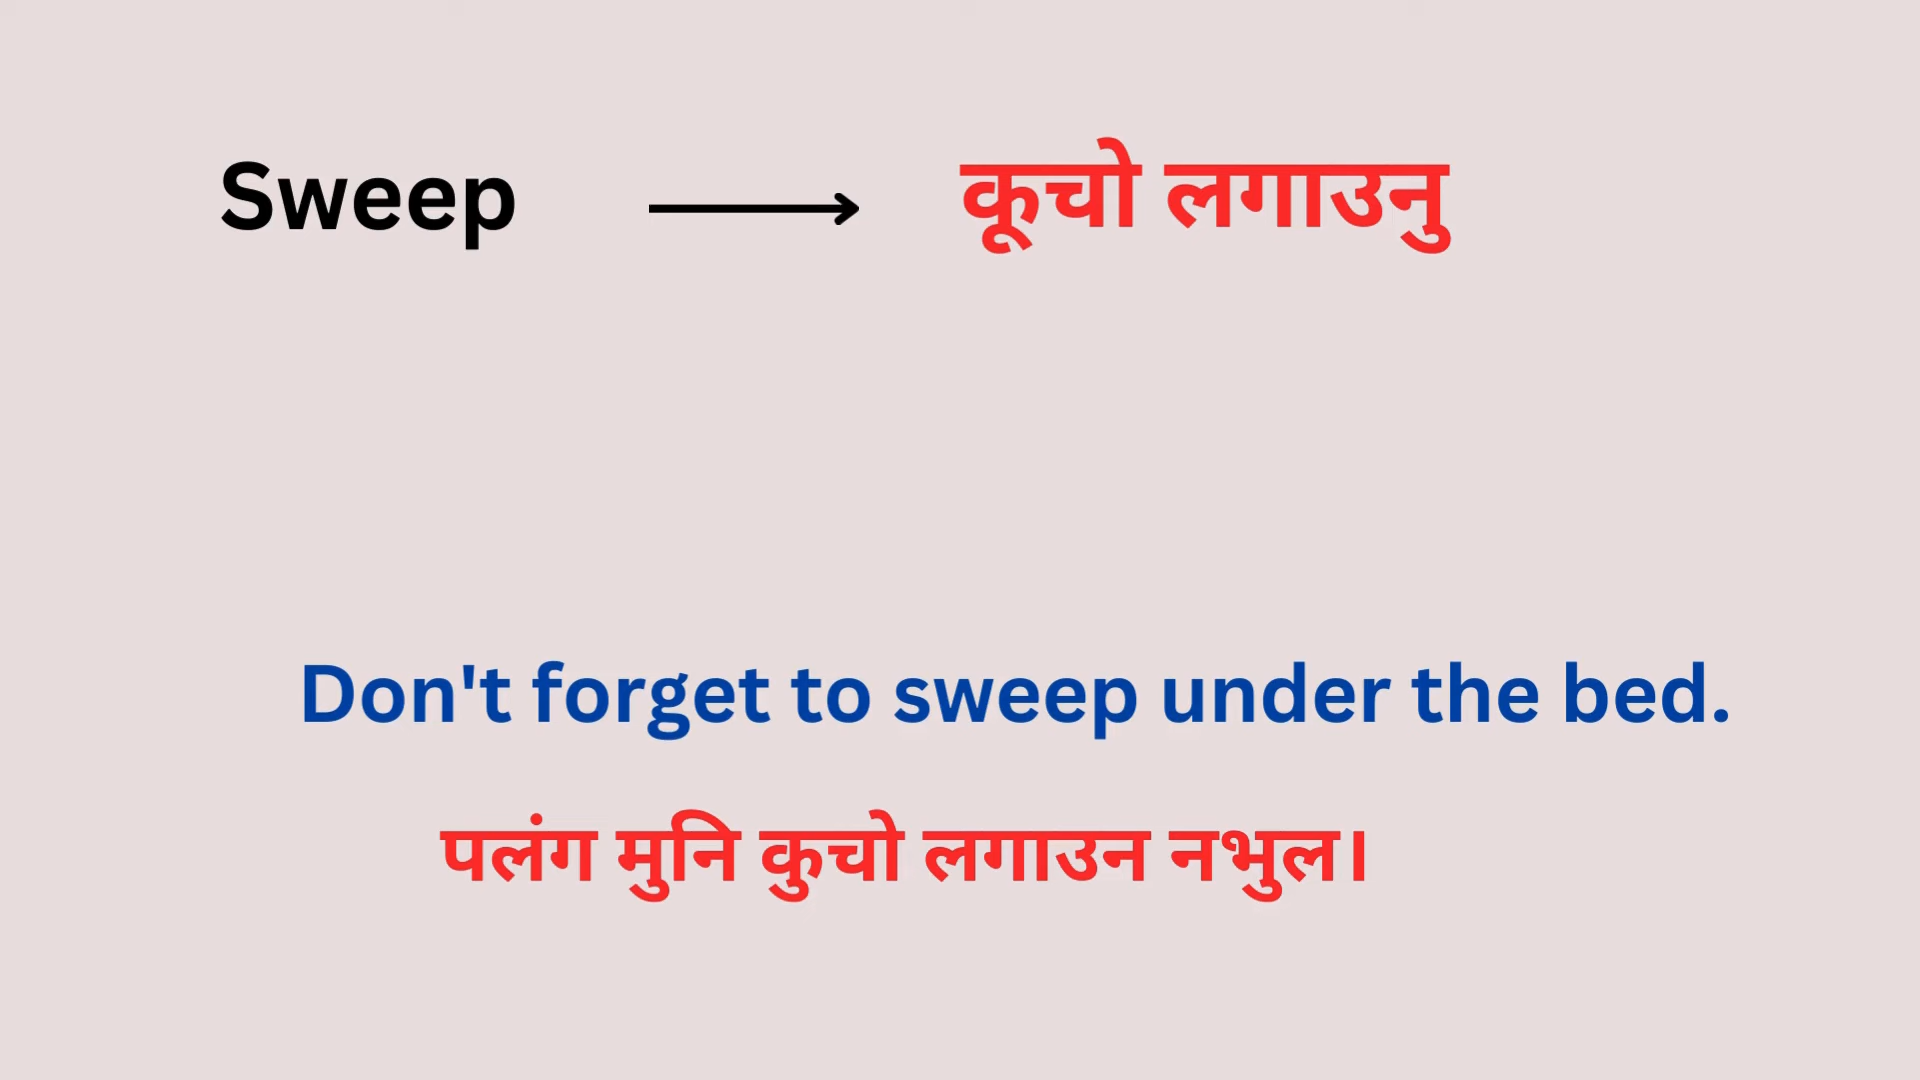 Sweep → कूचो लगाउनु
Don't forget to sweep under the bed.
पलंग मुनि कुचो लगाउन नभुल।